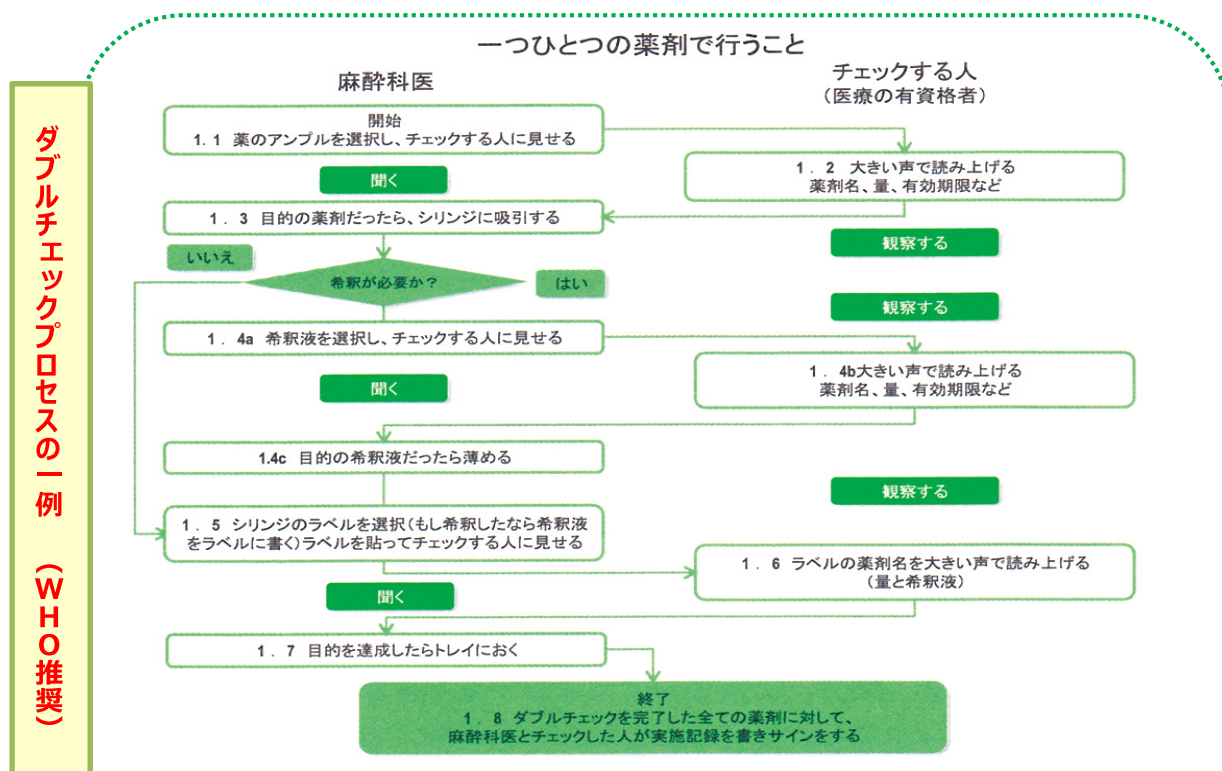 ダブルチェックプロセスの一例 （WHO推奨）
一つひとつの薬剤で行うこと
麻酔科医
チェックする人
（医療の有資格者）
開始
1．1 薬のアンプルを選択し、チェックする人に見せる
1．2 大きい声で読み上げる
薬剤名、量、有効期限など
聞く
1．3 目的の薬剤だったら、シリンジに吸引する
観察する
いいえ
希釈が必要か？
はい
観察する
1．4a 希釈液を選択し、チェックする人に見せる
1．4b大きい声で読み上げる
薬剤名、量、有効期限など
聞く
1.4c 目的の希釈液だったら薄める
観察する
1．5 シリンジのラベルを選択（もし希釈したなら希釈液
をラベルに書く）ラベルを貼ってチェックする人に見せる
1．6 ラベルの薬剤名を大きい声で読み上げる
（量と希釈液）
聞く
1．7 目的を達成したらトレイにおく
終了
1．8 ダブルチェックを完了した全ての薬剤に対して、
麻酔科医とチェックした人が実施記録を書きサインをする